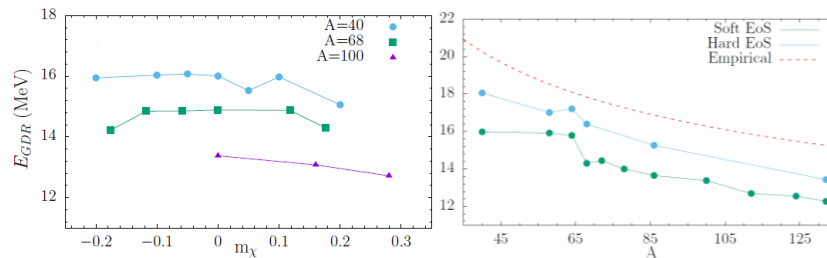 A=40
A=68
A=100
18
16
14
12
E_GDR (MeV)
−0.2 −0.1 0 0.1 0.2 0.3
m_χ
Soft EoS
Hard EoS
Empirical
22
20
18
16
14
12
45 65 85 105 125
A